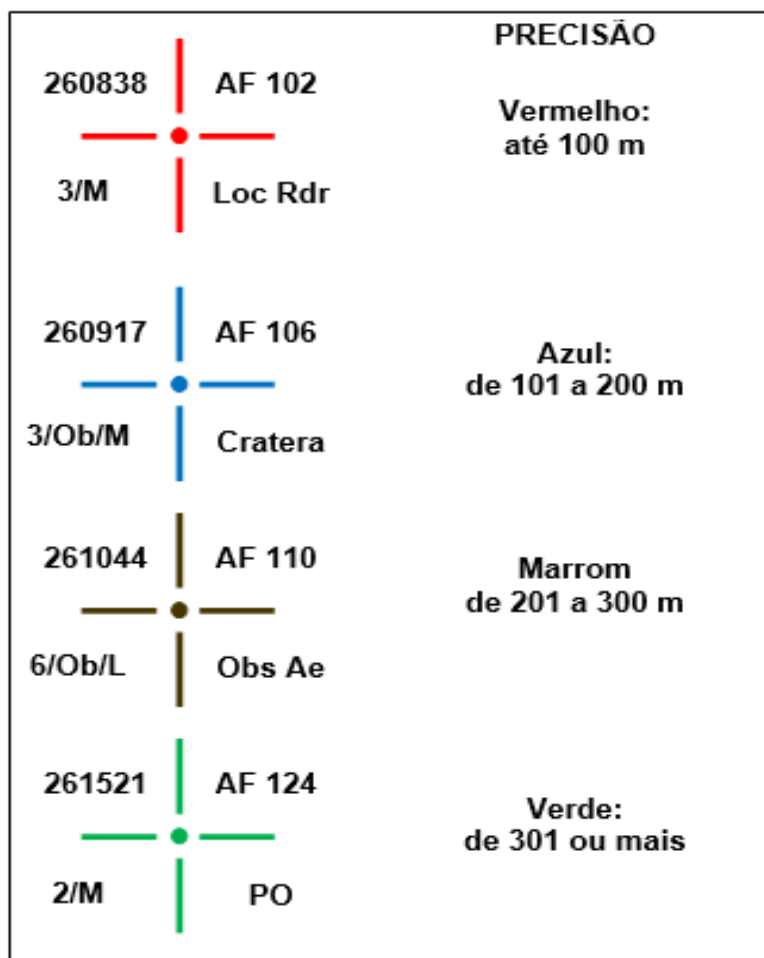 PRECISÃO
260838 AF 102
Vermelho:
até 100 m
3/M Loc Rdr
260917 AF 106
Azul:
de 101 a 200 m
3/Ob/M Cratera
261044 AF 110
Marrom
de 201 a 300 m
6/Ob/L Obs Ae
261521 AF 124
Verde:
de 301 ou mais
2/M PO